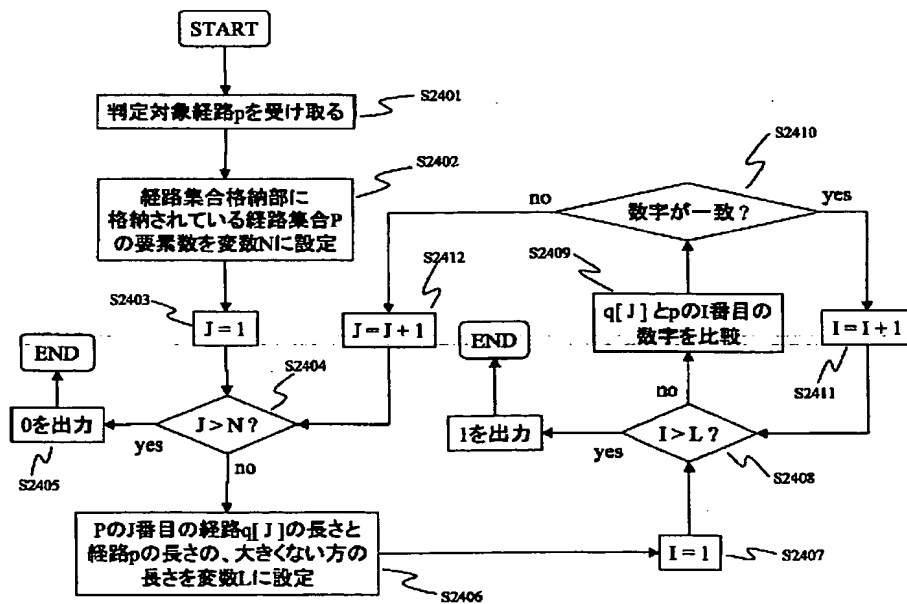 START
判定対象経路pを受け取る
S2401
S2402
経路集合格納部に
格納されている経路集合P
の要素数を変数Nに設定
S2403
J = 1
S2404
J > N ?
yes
no
0を出力
S2405
END
PのJ番目の経路q[ J ]の長さと
経路pの長さの、大きくない方の
長さを変数Lに設定
S2406
I = 1
S2407
I > L ?
yes
no
S2408
1を出力
END
q[ J ]とpのI番目の
数字を比較
S2409
数字が一致?
no
yes
S2410
I = I + 1
S2411
J = J + 1
S2412